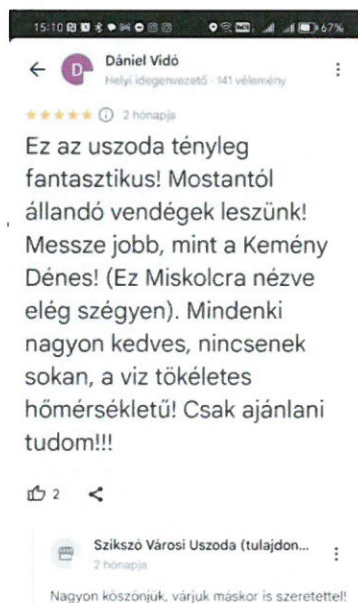 15:10 67%
Dániel Vidó
Helyi idegenvezető · 141 vélemény
2 hónapja
Ez az uszoda tényleg
fantasztikus! Mostantól
állandó vendégek leszünk!
Messze jobb, mint a Kemény
Dénes! (Ez Miskolcra nézve
elég szégyen). Mindenki
nagyon kedves, nincsenek
sokan, a viz tökéletes
hőmérsékletű! Csak ajánlani
tudom!!!
2
Szikszó Városi Uszoda (tulajdon...
2 hónapja
Nagyon köszönjük, várjuk máskor is szeretettel!